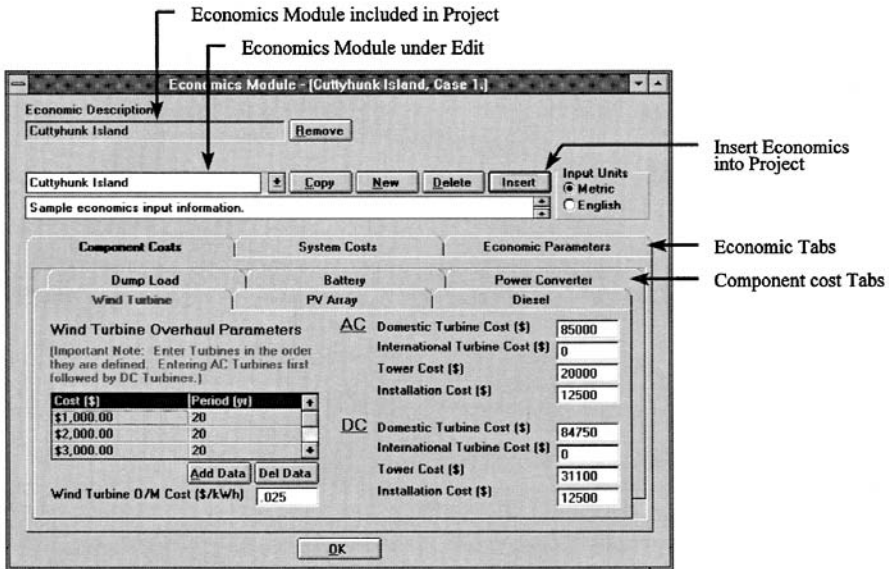 Economics Module included in Project
Economics Module under Edit
Economics Module - [Cuttyhunk Island, Case 1.]
Economic Description
Cuttyhunk Island
Remove
Insert Economics
into Project
Cuttyhunk Island
Copy
New
Delete
Insert
Input Units
Metric
English
Sample economics input information.
Component Costs
System Costs
Economic Parameters
Economic Tabs
Dump Load
Battery
Power Converter
Component cost Tabs
Wind Turbine
PV Array
Diesel
Wind Turbine Overhaul Parameters
(Important Note: Enter Turbines in the order
they are defined. Entering AC Turbines first
followed by DC Turbines.)
Cost ($) Period (yr)
$1,000.00 20
$2,000.00 20
$3,000.00 20
Add Data
Del Data
Wind Turbine O/M Cost ($/kWh) .025
AC
Domestic Turbine Cost ($) 85000
International Turbine Cost ($) 0
Tower Cost ($) 20000
Installation Cost ($) 12500
DC
Domestic Turbine Cost ($) 84750
International Turbine Cost ($) 0
Tower Cost ($) 31100
Installation Cost ($) 12500
OK